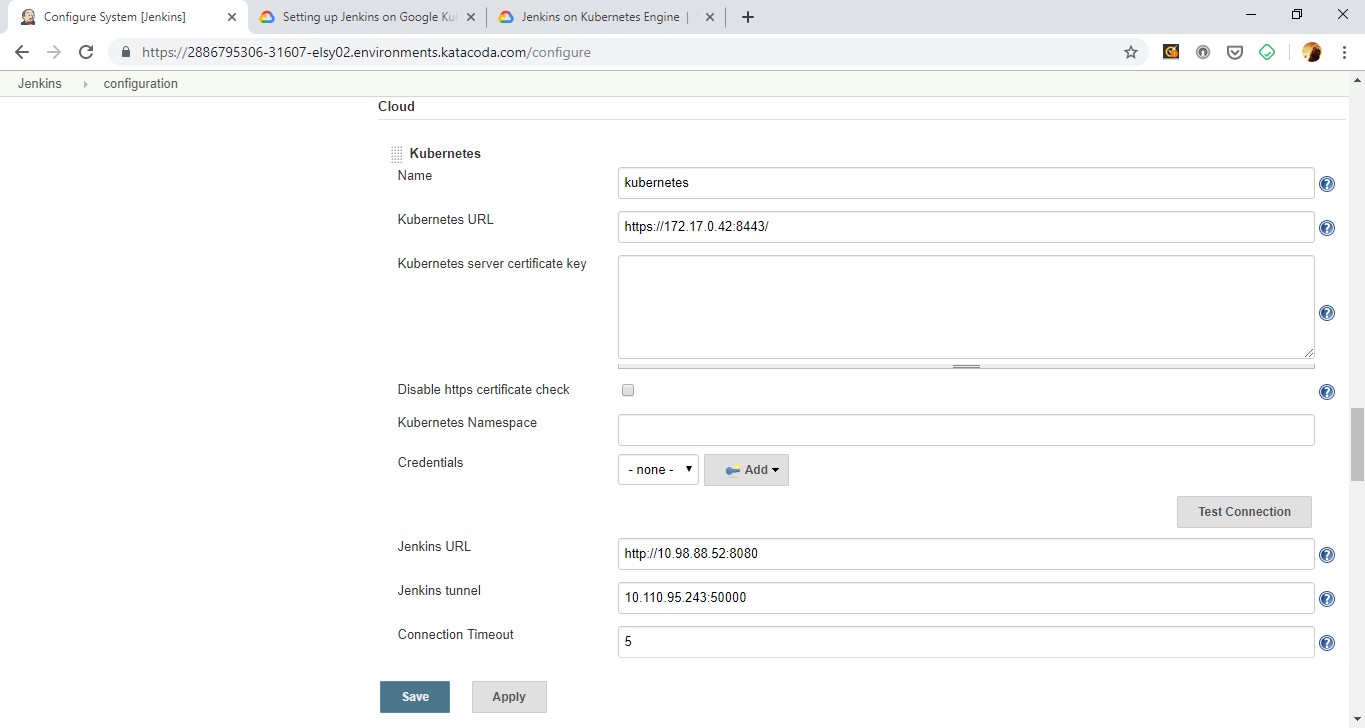 Configure System [Jenkins]
Setting up Jenkins on Google Kub
Jenkins on Kubernetes Engine |
https://2886795306-31607-elsy02.environments.katacoda.com/configure
Jenkins
configuration
Cloud
Kubernetes
Name
kubernetes
Kubernetes URL
https://172.17.0.42:8443/
Kubernetes server certificate key
Disable https certificate check
Kubernetes Namespace
Credentials
- none -
Add
Test Connection
Jenkins URL
http://10.98.88.52:8080
Jenkins tunnel
10.110.95.243:50000
Connection Timeout
5
Save
Apply